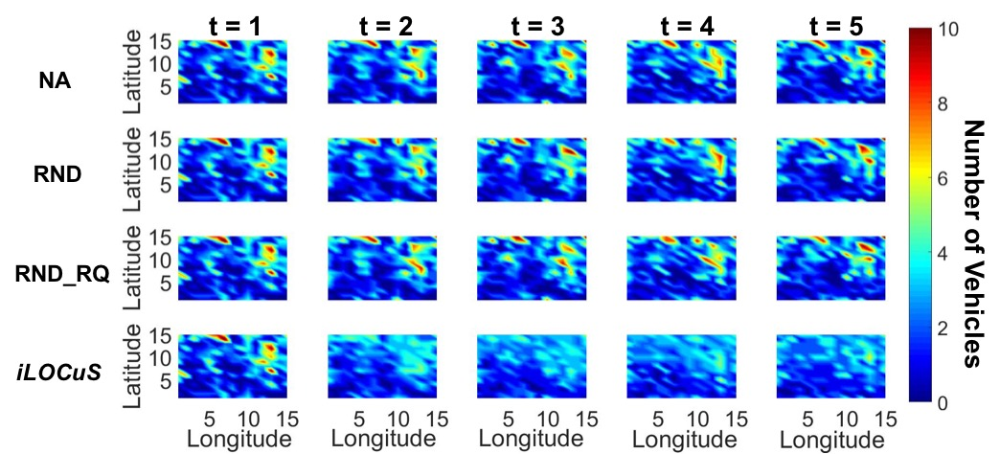 t = 1 t = 2 t = 3 t = 4 t = 5
NA
Latitude
15
10
5
RND
Latitude
15
10
5
RND_RQ
Latitude
15
10
5
iLOCuS
Latitude
15
10
5
5 10 15 5 10 15 5 10 15 5 10 15 5 10 15
Longitude Longitude Longitude Longitude Longitude
10
8
6
4
2
0
Number of Vehicles